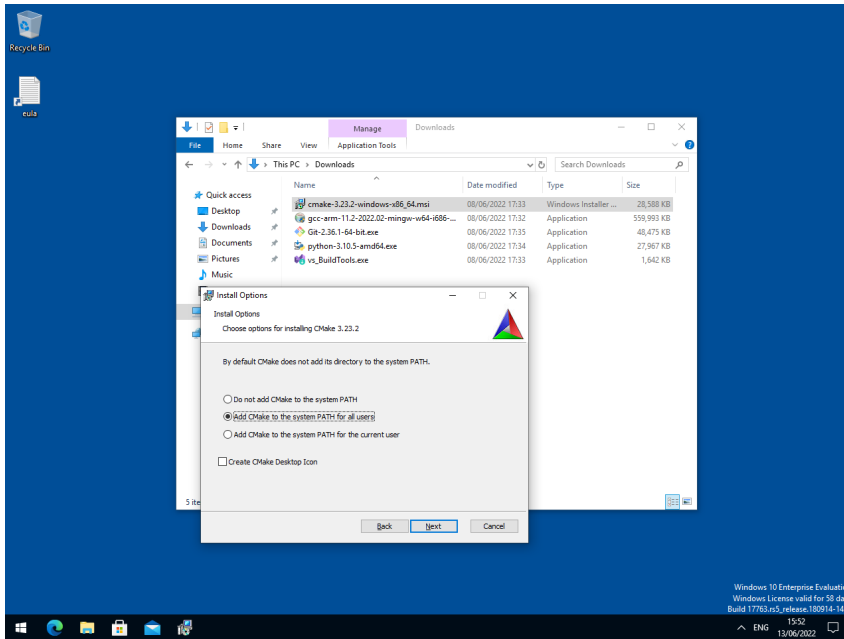 Recycle Bin
eula
Manage
Downloads
File
Home
Share
View
Application Tools
This PC
Downloads
Search Downloads
Name
Date modified
Type
Size
Quick access
Desktop
Downloads
Documents
Pictures
Music
cmake-3.23.2-windows-x86_64.msi 08/06/2022 17:33 Windows Installer ... 28,588 KB
gcc-arm-11.2-2022.02-mingw-w64-i686-... 08/06/2022 17:32 Application 559,993 KB
Git-2.36.1-64-bit.exe 08/06/2022 17:35 Application 48,475 KB
python-3.10.5-amd64.exe 08/06/2022 17:34 Application 27,967 KB
vs_BuildTools.exe 08/06/2022 17:33 Application 1,642 KB
Install Options
Install Options
Choose options for installing CMake 3.23.2
By default CMake does not add its directory to the system PATH.
Do not add CMake to the system PATH
Add CMake to the system PATH for all users
Add CMake to the system PATH for the current user
Create CMake Desktop Icon
5 ite
Back
Next
Cancel
Windows 10 Enterprise Evaluati
Windows License valid for 58 da
Build 17763.rs5_release.180914-14
ENG
15:52
13/06/2022